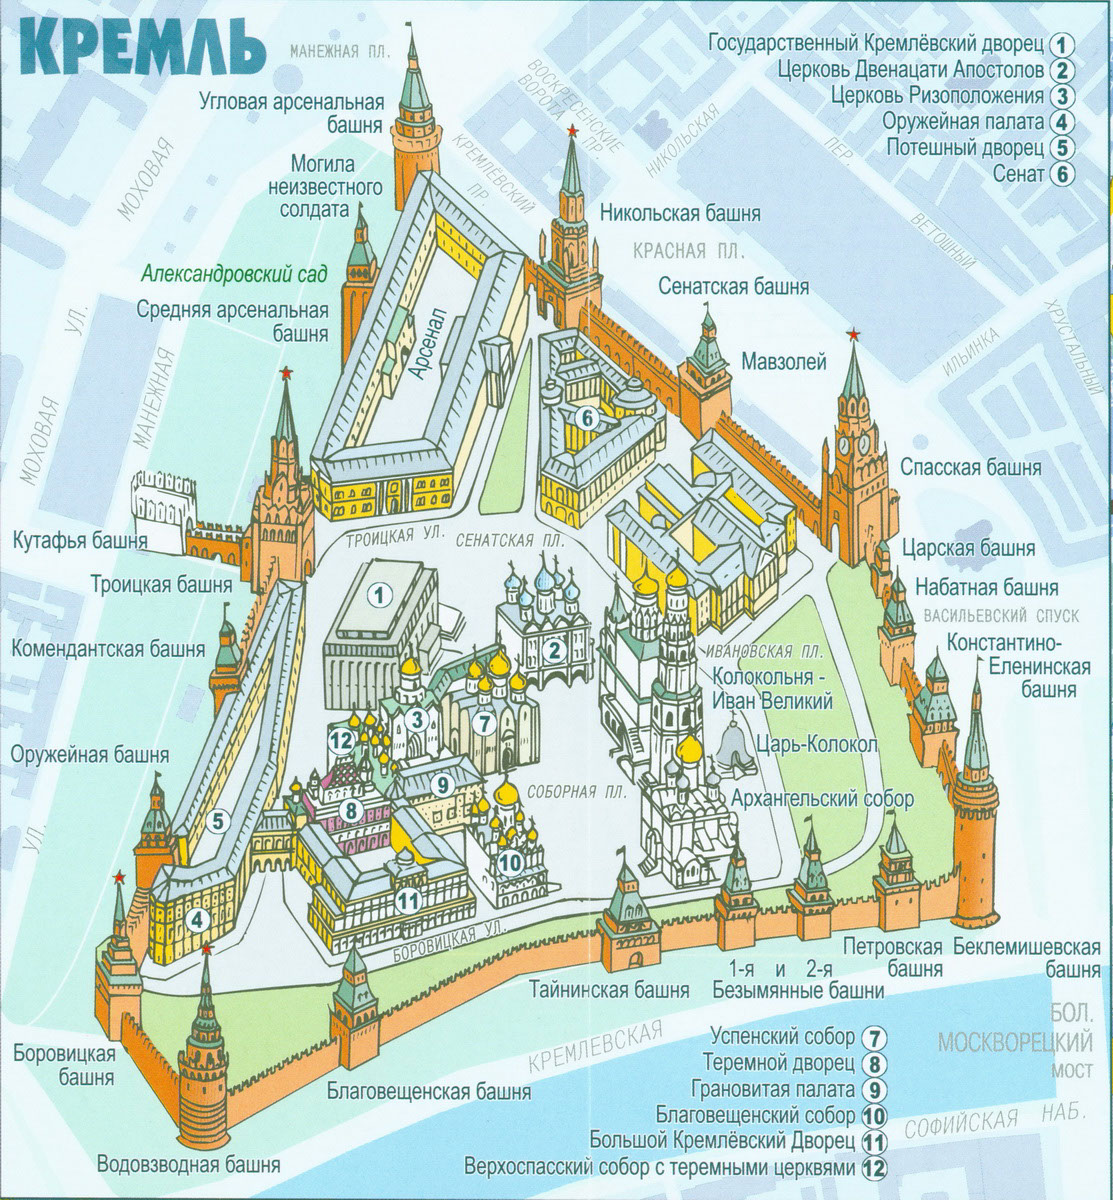 КРЕМЛЬ
МАНЕЖНАЯ ПЛ.
Государственный Кремлёвский дворец 1
Церковь Двенацати Апостолов 2
Церковь Ризоположения 3
Оружейная палата 4
Потешный дворец 5
Сенат 6
Угловая арсенальная
башня
ВОСКРЕСЕНСКИЕ
ВОРОТА
ПР.
НИКОЛЬСКАЯ
КРЕМЛЁВСКИЙ
ПР.
ПЕР.
ВЕТОШНЫЙ
МОХОВАЯ
Могила
неизвестного
солдата
Никольская башня
КРАСНАЯ ПЛ.
Александровский сад
Сенатская башня
Средняя арсенальная
башня
УЛ.
Арсенал
МАНЕЖНАЯ
Мавзолей
ИЛЬИНКА
ХРУСТАЛЬНЫЙ
МОХОВАЯ
6
Спасская башня
Кутафья башня
ТРОИЦКАЯ УЛ.
СЕНАТСКАЯ ПЛ.
Царская башня
Троицкая башня
Набатная башня
1
ВАСИЛЬЕВСКИЙ СПУСК
Комендантская башня
2
ИВАНОВСКАЯ ПЛ.
Константино-
Еленинская
башня
Колокольня -
Иван Великий
3
7
12
Оружейная башня
Царь-Колокол
9
СОБОРНАЯ ПЛ.
Архангельский собор
8
5
УЛ.
10
11
4
БОРОВИЦКАЯ УЛ.
Петровская
башня
Беклемишевская
башня
1-я и 2-я
Безымянные башни
Тайнинская башня
БОЛ.
МОСКВОРЕЦКИЙ
МОСТ
КРЕМЛЕВСКАЯ
Боровицкая
башня
Благовещенская башня
Водовзводная башня
Успенский собор 7
Теремной дворец 8
Грановитая палата 9
Благовещенский собор 10
Большой Кремлёвский Дворец 11
Верхоспасский собор с теремными церквями 12
СОФИЙСКАЯ НАБ.